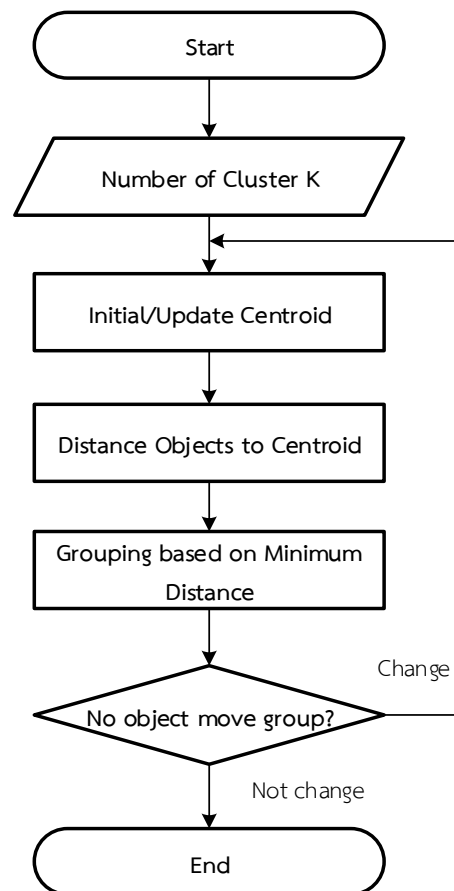 Start
Number of Cluster K
Initial/Update Centroid
Distance Objects to Centroid
Grouping based on Minimum
Distance
Change
No object move group?
Not change
End